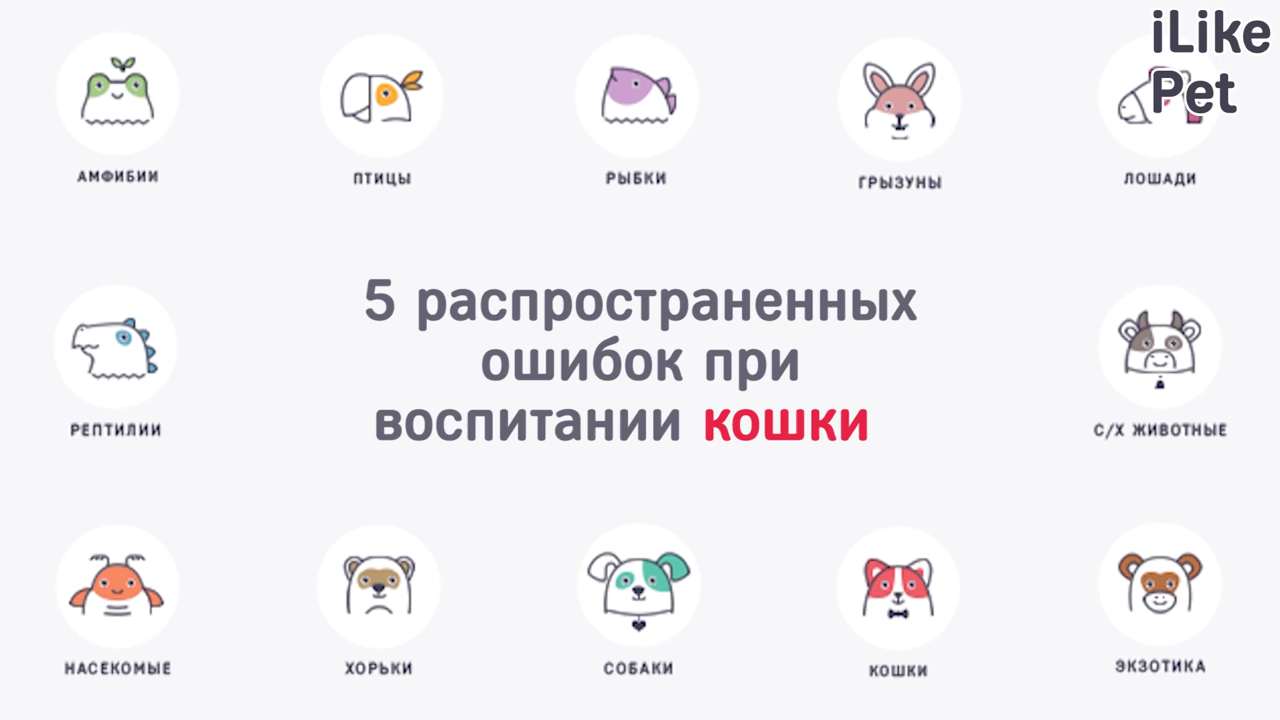 iLike
Pet
АМФИБИИ
ПТИЦЫ
РЫБКИ
ГРЫЗУНЫ
ЛОШАДИ
5 распространенных
ошибок при
воспитании кошки
РЕПТИЛИИ
С/Х ЖИВОТНЫЕ
НАСЕКОМЫЕ
ХОРЬКИ
СОБАКИ
КОШКИ
ЭКЗОТИКА